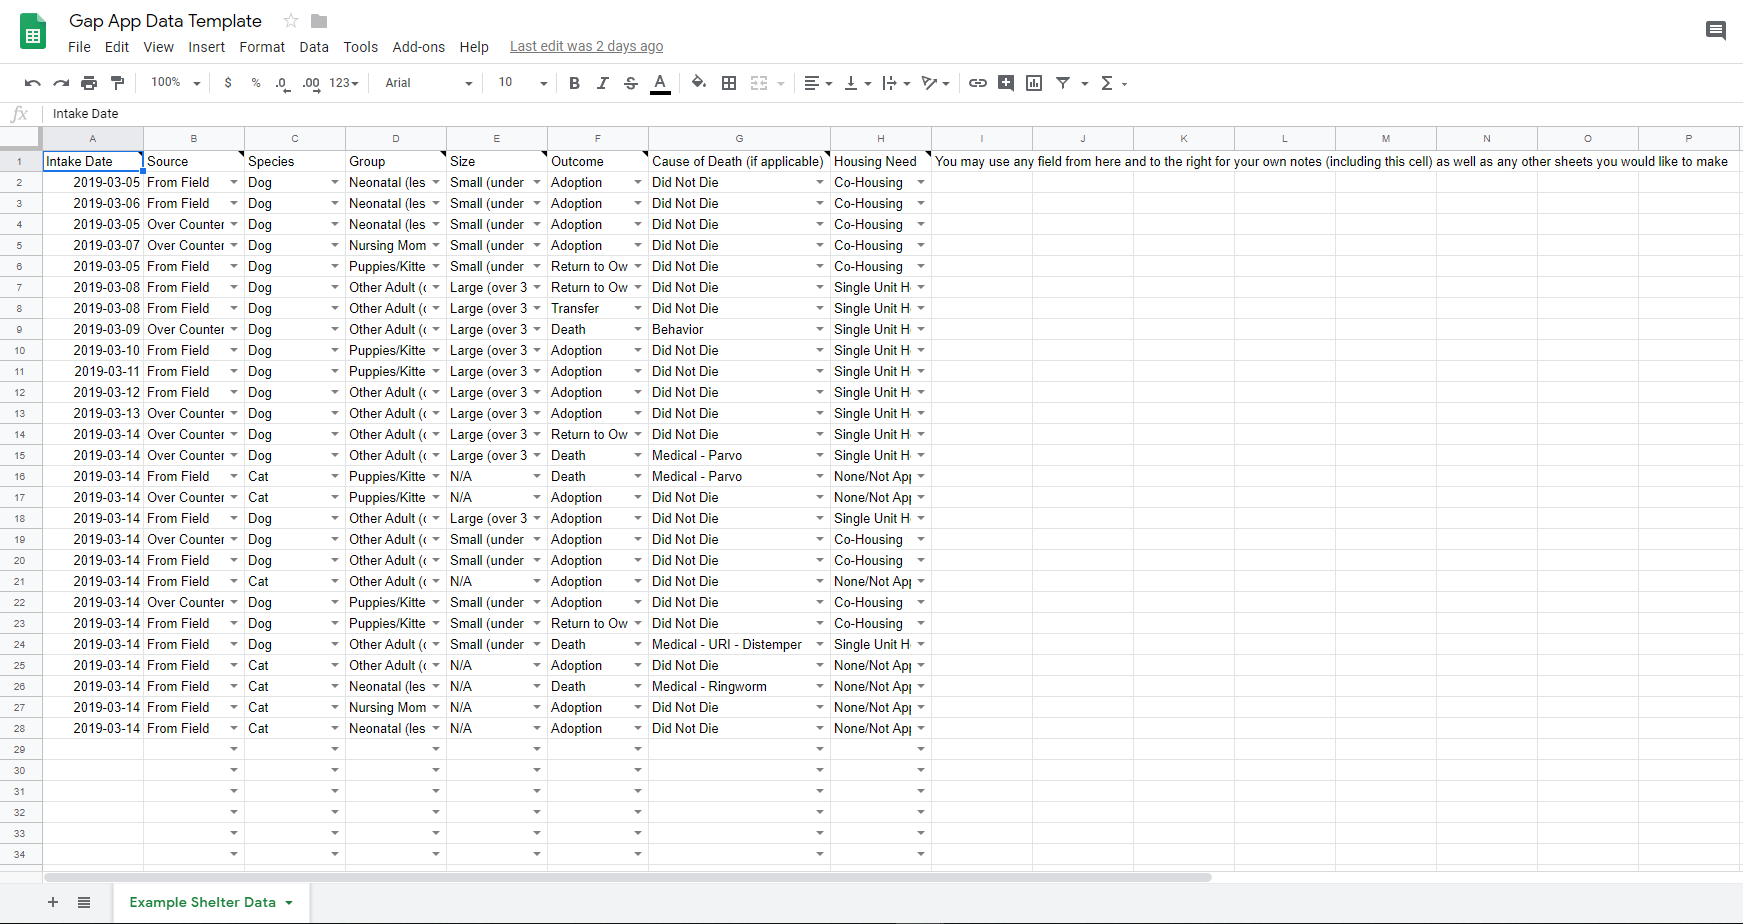 Gap App Data Template
File Edit View Insert Format Data Tools Add-ons Help Last edit was 2 days ago
100% $ % .0 .00 123 Arial 10 B I S A Σ
fx Intake Date
A B C D E F G H I J K L M N O P
1 Intake Date Source Species Group Size Outcome Cause of Death (if applicable) Housing Need You may use any field from here and to the right for your own notes (including this cell) as well as any other sheets you would like to make
2 2019-03-05 From Field Dog Neonatal (les Small (under Adoption Did Not Die Co-Housing
3 2019-03-06 From Field Dog Neonatal (les Small (under Adoption Did Not Die Co-Housing
4 2019-03-05 Over Counter Dog Neonatal (les Small (under Adoption Did Not Die Co-Housing
5 2019-03-07 Over Counter Dog Nursing Mom Small (under Adoption Did Not Die Co-Housing
6 2019-03-05 From Field Dog Puppies/Kitte Small (under Return to Ow Did Not Die Co-Housing
7 2019-03-08 From Field Dog Other Adult (o Large (over 3 Return to Ow Did Not Die Single Unit H
8 2019-03-08 From Field Dog Other Adult (o Large (over 3 Transfer Did Not Die Single Unit H
9 2019-03-09 Over Counter Dog Other Adult (o Large (over 3 Death Behavior Single Unit H
10 2019-03-10 From Field Dog Puppies/Kitte Large (over 3 Adoption Did Not Die Single Unit H
11 2019-03-11 From Field Dog Puppies/Kitte Large (over 3 Adoption Did Not Die Single Unit H
12 2019-03-12 From Field Dog Other Adult (o Large (over 3 Adoption Did Not Die Single Unit H
13 2019-03-13 Over Counter Dog Other Adult (o Large (over 3 Adoption Did Not Die Single Unit H
14 2019-03-14 Over Counter Dog Other Adult (o Large (over 3 Return to Ow Did Not Die Single Unit H
15 2019-03-14 Over Counter Dog Other Adult (o Large (over 3 Death Medical - Parvo Single Unit H
16 2019-03-14 From Field Cat Puppies/Kitte N/A Death Medical - Parvo None/Not App
17 2019-03-14 Over Counter Cat Puppies/Kitte N/A Adoption Did Not Die None/Not App
18 2019-03-14 From Field Dog Other Adult (o Large (over 3 Adoption Did Not Die Single Unit H
19 2019-03-14 Over Counter Dog Other Adult (o Small (under Adoption Did Not Die Co-Housing
20 2019-03-14 From Field Dog Other Adult (o Small (under Adoption Did Not Die Co-Housing
21 2019-03-14 From Field Cat Other Adult (o N/A Adoption Did Not Die None/Not App
22 2019-03-14 Over Counter Dog Puppies/Kitte Small (under Adoption Did Not Die Co-Housing
23 2019-03-14 From Field Dog Puppies/Kitte Small (under Return to Ow Did Not Die Co-Housing
24 2019-03-14 From Field Dog Other Adult (o Small (under Death Medical - URI - Distemper Single Unit H
25 2019-03-14 From Field Cat Other Adult (o N/A Adoption Did Not Die None/Not App
26 2019-03-14 From Field Cat Neonatal (les N/A Death Medical - Ringworm None/Not App
27 2019-03-14 From Field Cat Nursing Mom N/A Adoption Did Not Die None/Not App
28 2019-03-14 From Field Cat Neonatal (les N/A Adoption Did Not Die None/Not App
29
30
31
32
33
34
Example Shelter Data